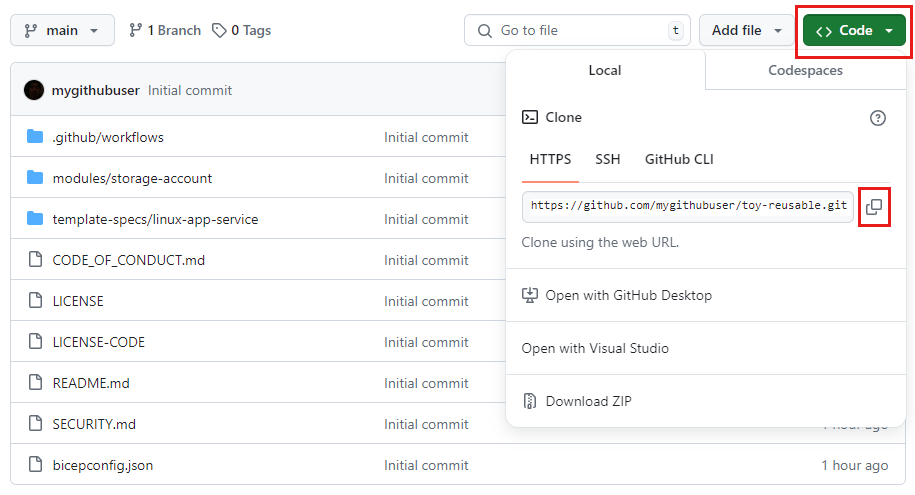 main 1 Branch 0 Tags Go to file t Add file Code
Local Codespaces
mygithubuser Initial commit
Clone
.github/workflows Initial commit
HTTPS SSH GitHub CLI
modules/storage-account Initial commit
https://github.com/mygithubuser/toy-reusable.git
template-specs/linux-app-service Initial commit
Clone using the web URL.
CODE_OF_CONDUCT.md Initial commit
Open with GitHub Desktop
LICENSE Initial commit
LICENSE-CODE Initial commit
Open with Visual Studio
README.md Initial commit
Download ZIP
SECURITY.md Initial commit 1 hour ago
bicepconfig.json Initial commit 1 hour ago